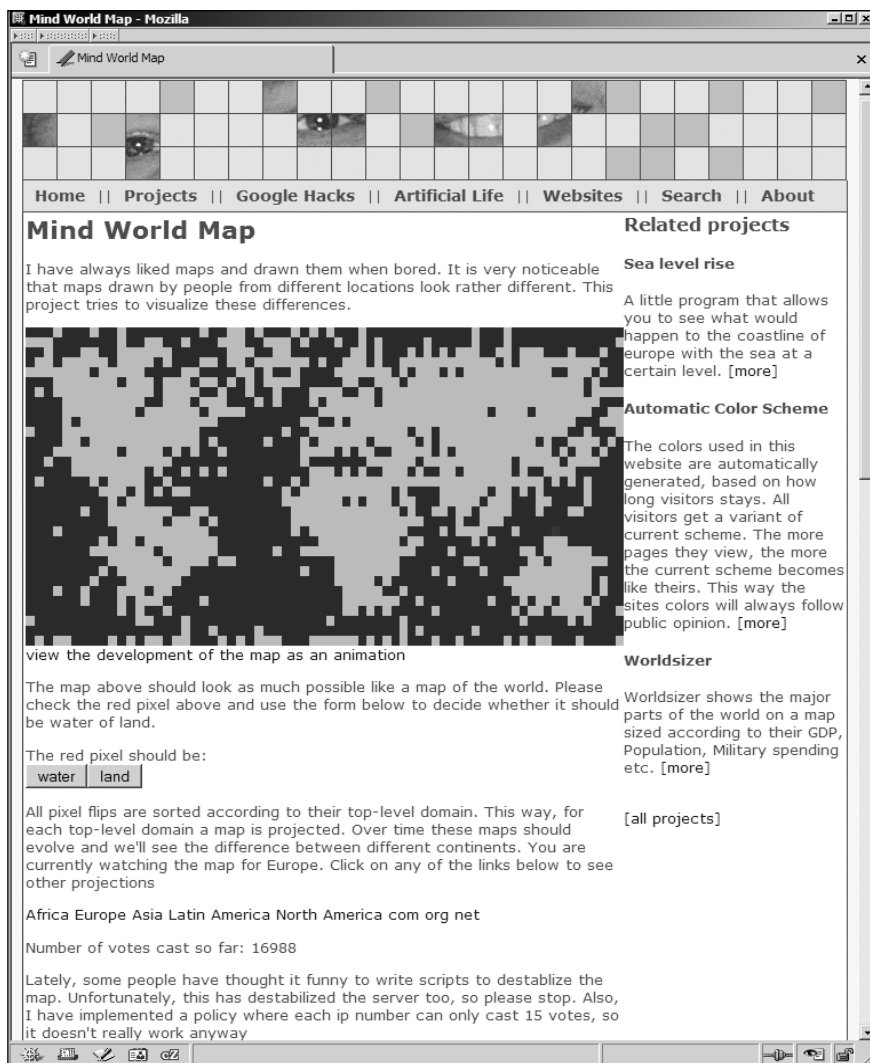 Mind World Map - Mozilla
Mind World Map
Home || Projects || Google Hacks || Artificial Life || Websites || Search || About
Mind World Map
I have always liked maps and drawn them when bored. It is very noticeable
that maps drawn by people from different locations look rather different. This
project tries to visualize these differences.
view the development of the map as an animation
The map above should look as much possible like a map of the world. Please
check the red pixel above and use the form below to decide whether it should
be water of land.
The red pixel should be:
water land
All pixel flips are sorted according to their top-level domain. This way, for
each top-level domain a map is projected. Over time these maps should
evolve and we'll see the difference between different continents. You are
currently watching the map for Europe. Click on any of the links below to see
other projections
Africa Europe Asia Latin America North America com org net
Number of votes cast so far: 16988
Lately, some people have thought it funny to write scripts to destablize the
map. Unfortunately, this has destabilized the server too, so please stop. Also,
I have implemented a policy where each ip number can only cast 15 votes, so
it doesn't really work anyway
Related projects
Sea level rise
A little program that allows
you to see what would
happen to the coastline of
europe with the sea at a
certain level. [more]
Automatic Color Scheme
The colors used in this
website are automatically
generated, based on how
long visitors stays. All
visitors get a variant of
current scheme. The more
pages they view, the more
the current scheme becomes
like theirs. This way the
sites colors will always follow
public opinion. [more]
Worldsizer
Worldsizer shows the major
parts of the world on a map
sized according to their GDP,
Population, Military spending
etc. [more]
[all projects]